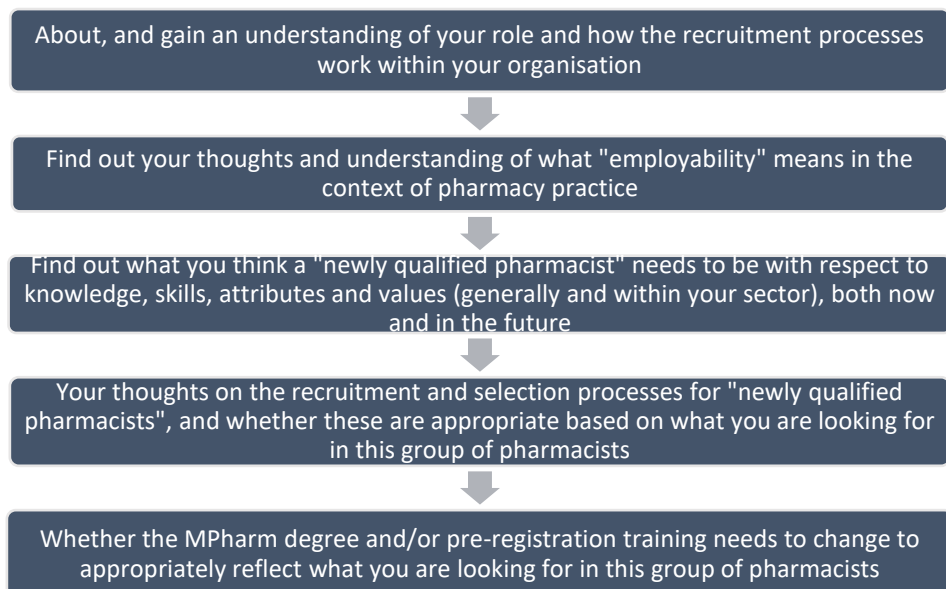 About, and gain an understanding of your role and how the recruitment processes
work within your organisation
Find out your thoughts and understanding of what "employability" means in the
context of pharmacy practice
Find out what you think a "newly qualified pharmacist" needs to be with respect to
knowledge, skills, attributes and values (generally and within your sector), both now
and in the future
Your thoughts on the recruitment and selection processes for "newly qualified
pharmacists", and whether these are appropriate based on what you are looking for
in this group of pharmacists
Whether the MPharm degree and/or pre-registration training needs to change to
appropriately reflect what you are looking for in this group of pharmacists